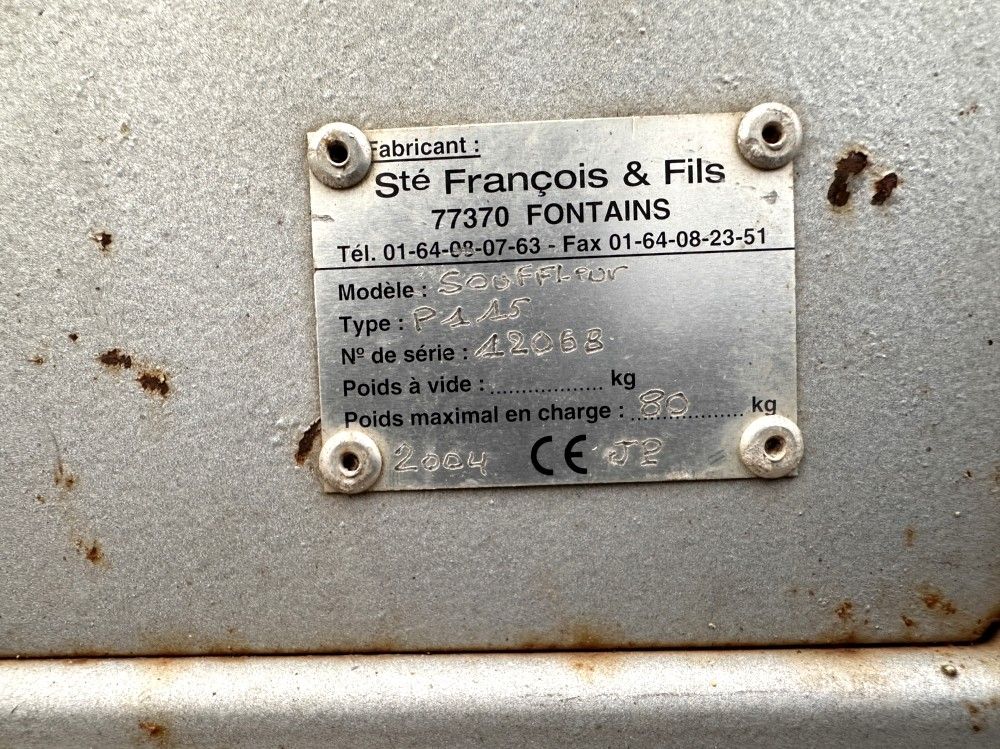 Fabricant :
Sté François & Fils
77370 FONTAINS
Tél. 01-64-08-07-63 - Fax 01-64-08-23-51
Modèle : SOUFFLEUR
Type : P115
Nº de série : 12068
Poids à vide : .................... kg
Poids maximal en charge : 80 kg
2004 CE